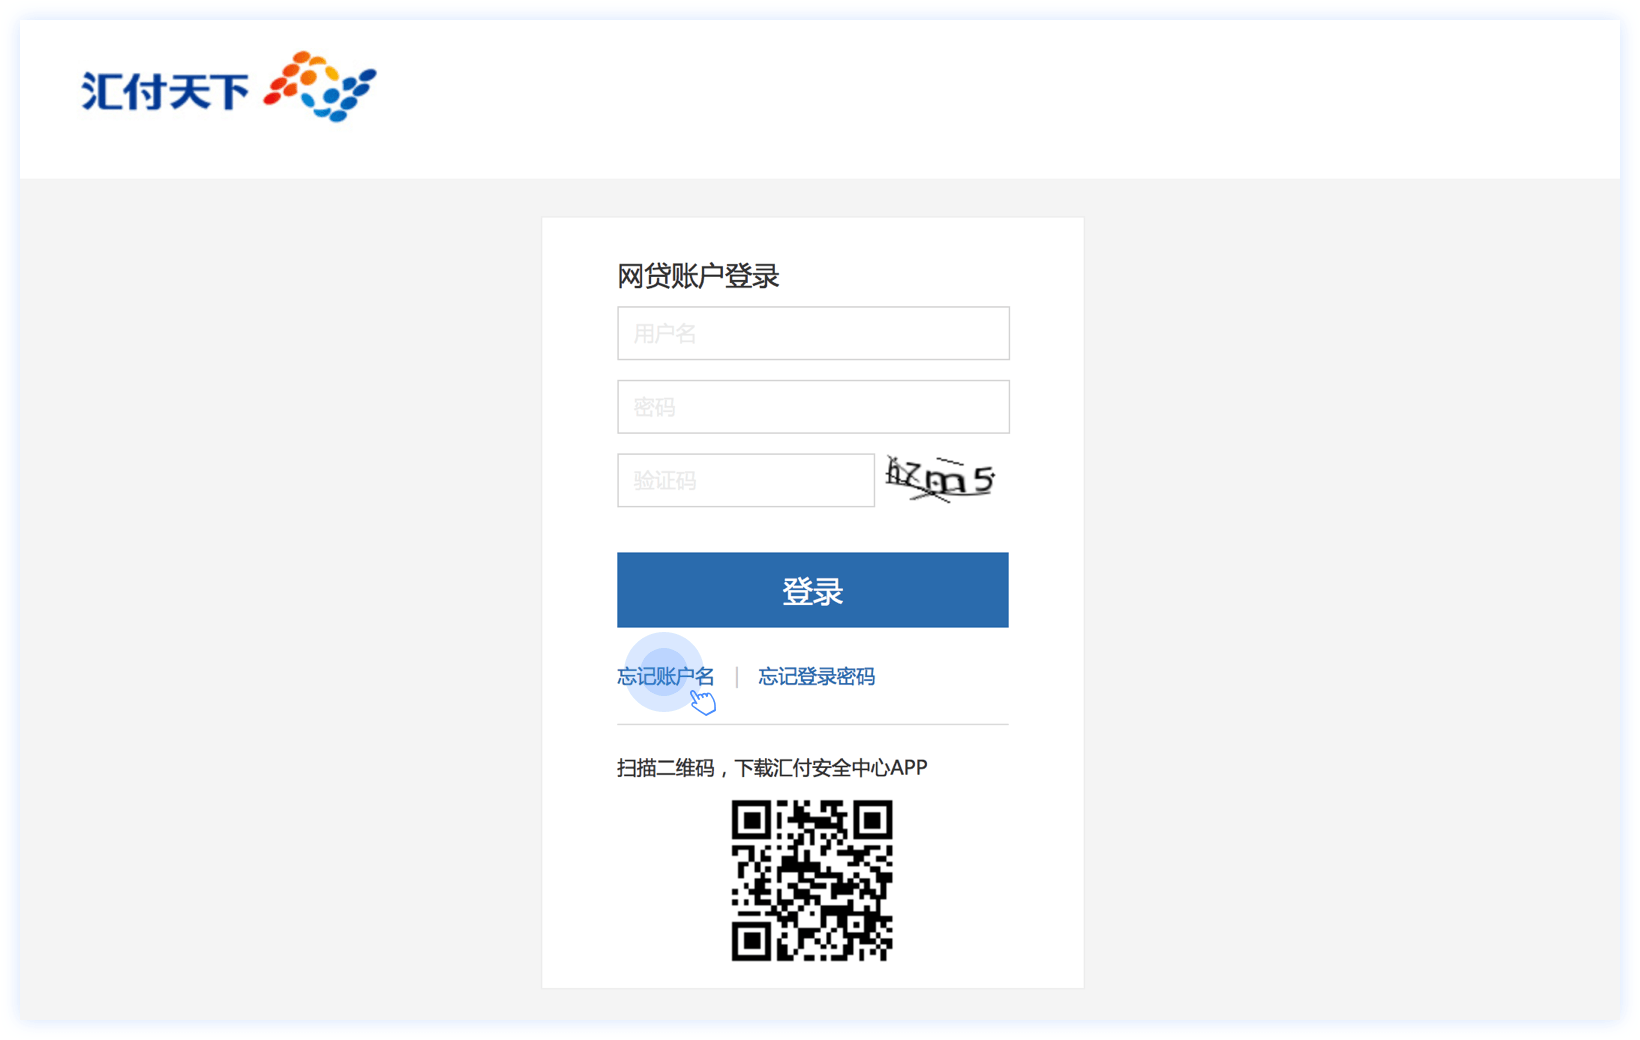 汇付天下
网贷账户登录
用户名
密码
验证码
hzm5
登录
忘记账户名 | 忘记登录密码
扫描二维码，下载汇付安全中心APP